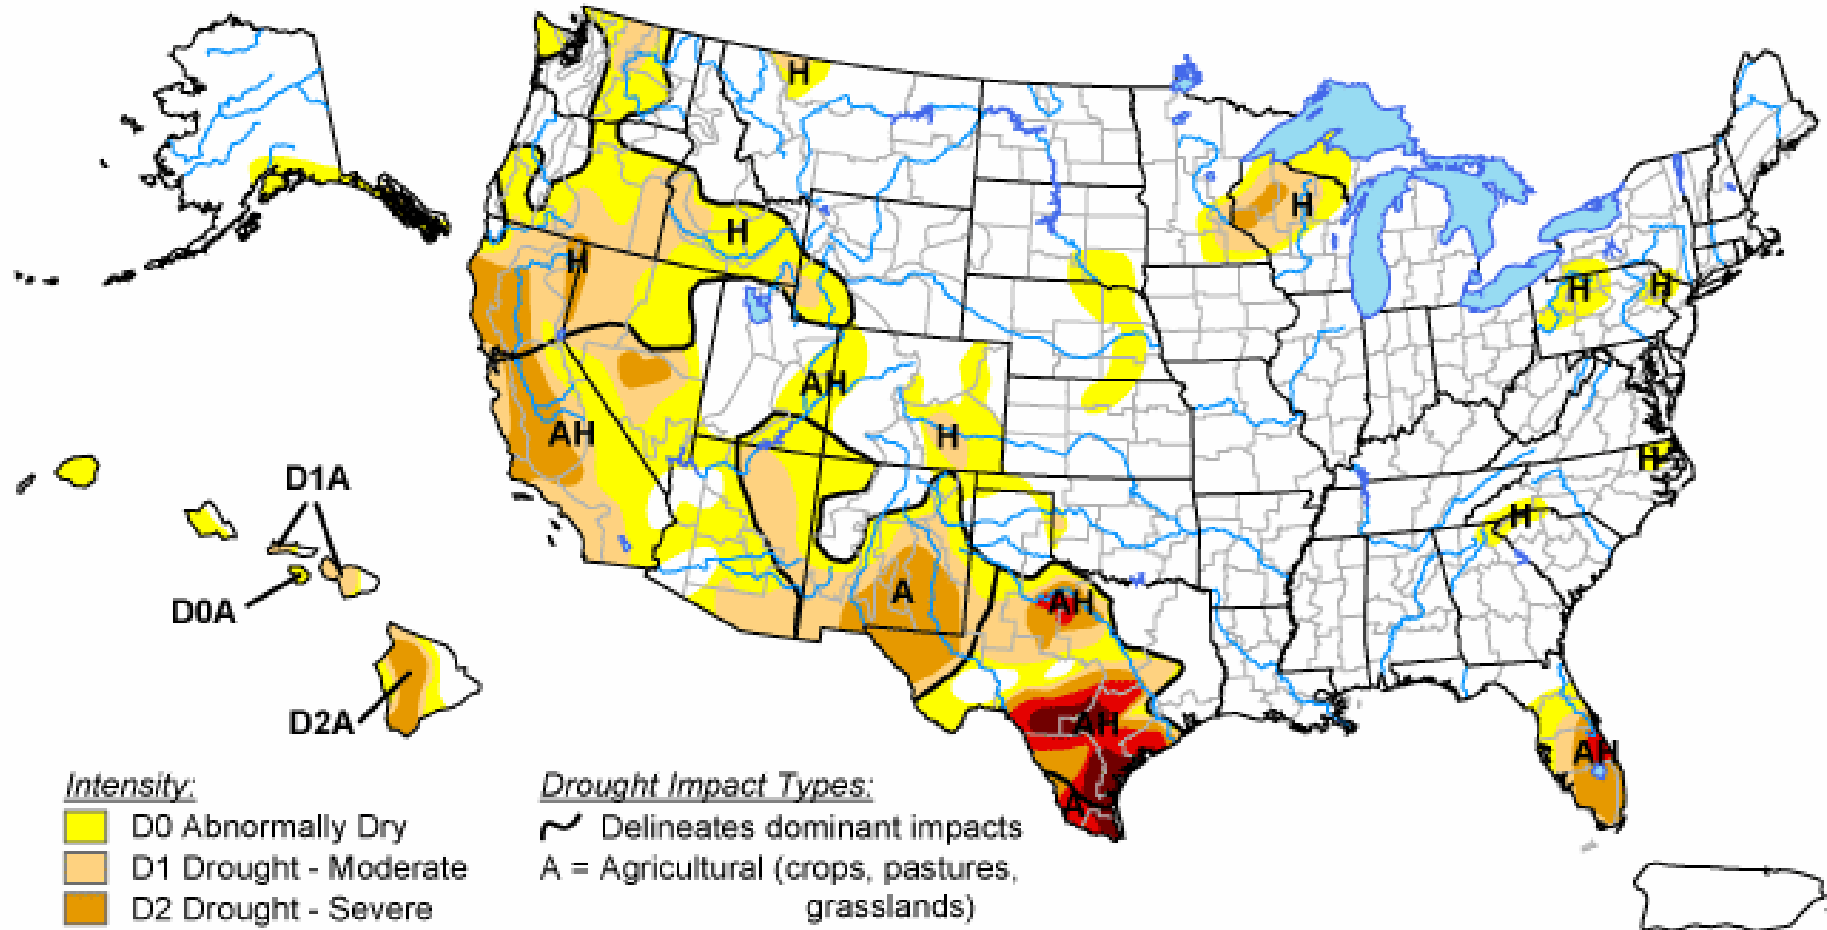 H
H
H
H
H
H
H
AH
AH
H
H
H
D1A
D0A
A
AH
AH
AH
A
D2A
Intensity:
D0 Abnormally Dry
D1 Drought - Moderate
D2 Drought - Severe
Drought Impact Types:
Delineates dominant impacts
A = Agricultural (crops, pastures,
grasslands)